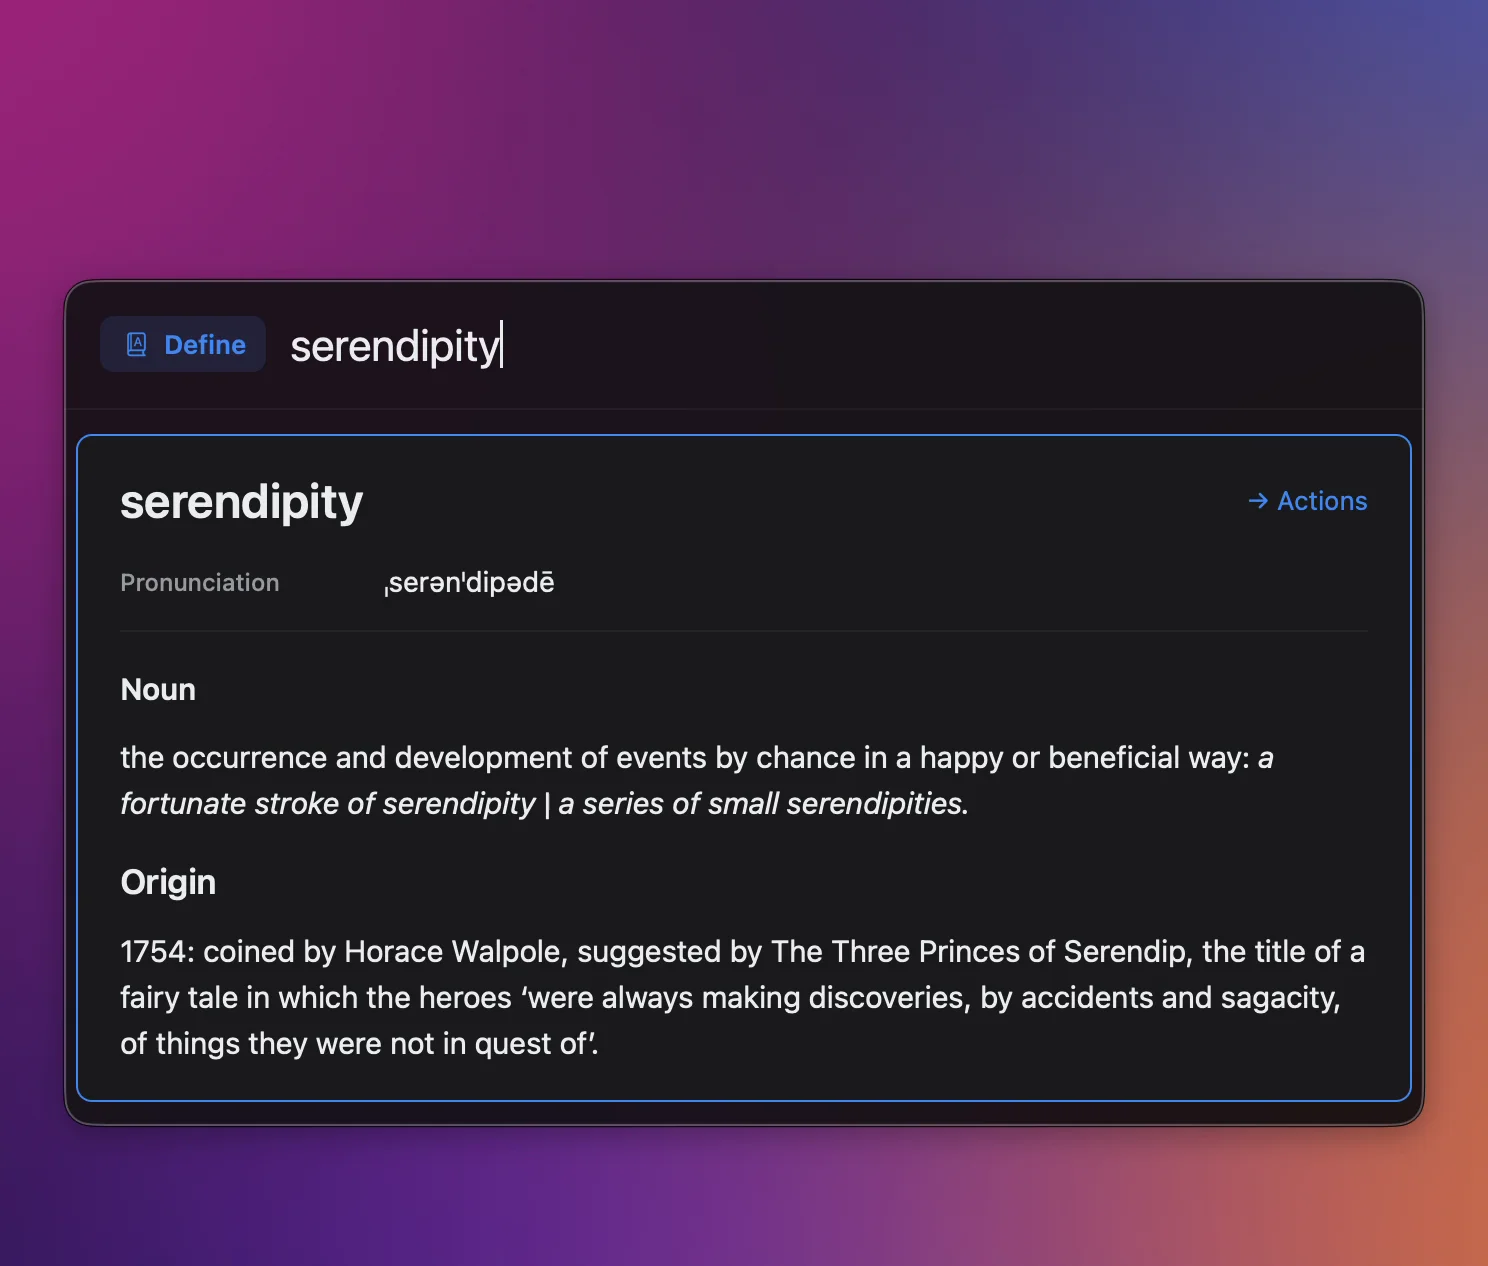 Define serendipity
serendipity
→ Actions
Pronunciation ˌserənˈdipədē
Noun
the occurrence and development of events by chance in a happy or beneficial way: a
fortunate stroke of serendipity | a series of small serendipities.
Origin
1754: coined by Horace Walpole, suggested by The Three Princes of Serendip, the title of a
fairy tale in which the heroes ‘were always making discoveries, by accidents and sagacity,
of things they were not in quest of’.